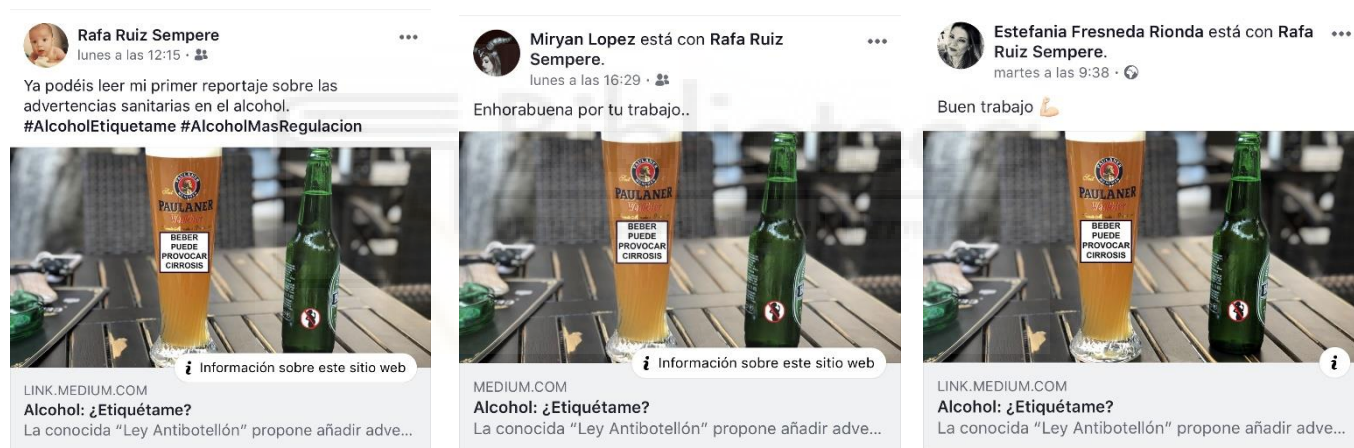 Rafa Ruiz Sempere
lunes a las 12:15 ·
Ya podéis leer mi primer reportaje sobre las
advertencias sanitarias en el alcohol.
#AlcoholEtiquetame #AlcoholMasRegulacion
PAULANER
BEBER
PUEDE
PROVOCAR
CIRROSIS
i Información sobre este sitio web
LINK.MEDIUM.COM
Alcohol: ¿Etiquétame?
La conocida “Ley Antibotellón” propone añadir adve...
Miryan Lopez está con Rafa Ruiz
Sempere.
lunes a las 16:29 ·
Enhorabuena por tu trabajo..
PAULANER
BEBER
PUEDE
PROVOCAR
CIRROSIS
i Información sobre este sitio web
MEDIUM.COM
Alcohol: ¿Etiquétame?
La conocida “Ley Antibotellón” propone añadir adve...
Estefania Fresneda Rionda está con Rafa
Ruiz Sempere.
martes a las 9:38 ·
Buen trabajo 💪🏻
PAULANER
BEBER
PUEDE
PROVOCAR
CIRROSIS
i
LINK.MEDIUM.COM
Alcohol: ¿Etiquétame?
La conocida “Ley Antibotellón” propone añadir adve...